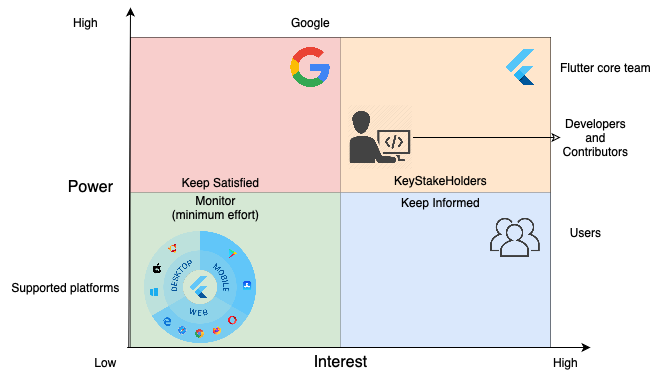 High
Google
Flutter core team
Developers
and
Contributors
</>
Power
Keep Satisfied
KeyStakeHolders
Monitor
(minimum effort)
Keep Informed
Users
Supported platforms
DESKTOP
MOBILE
WEB
Low
Interest
High